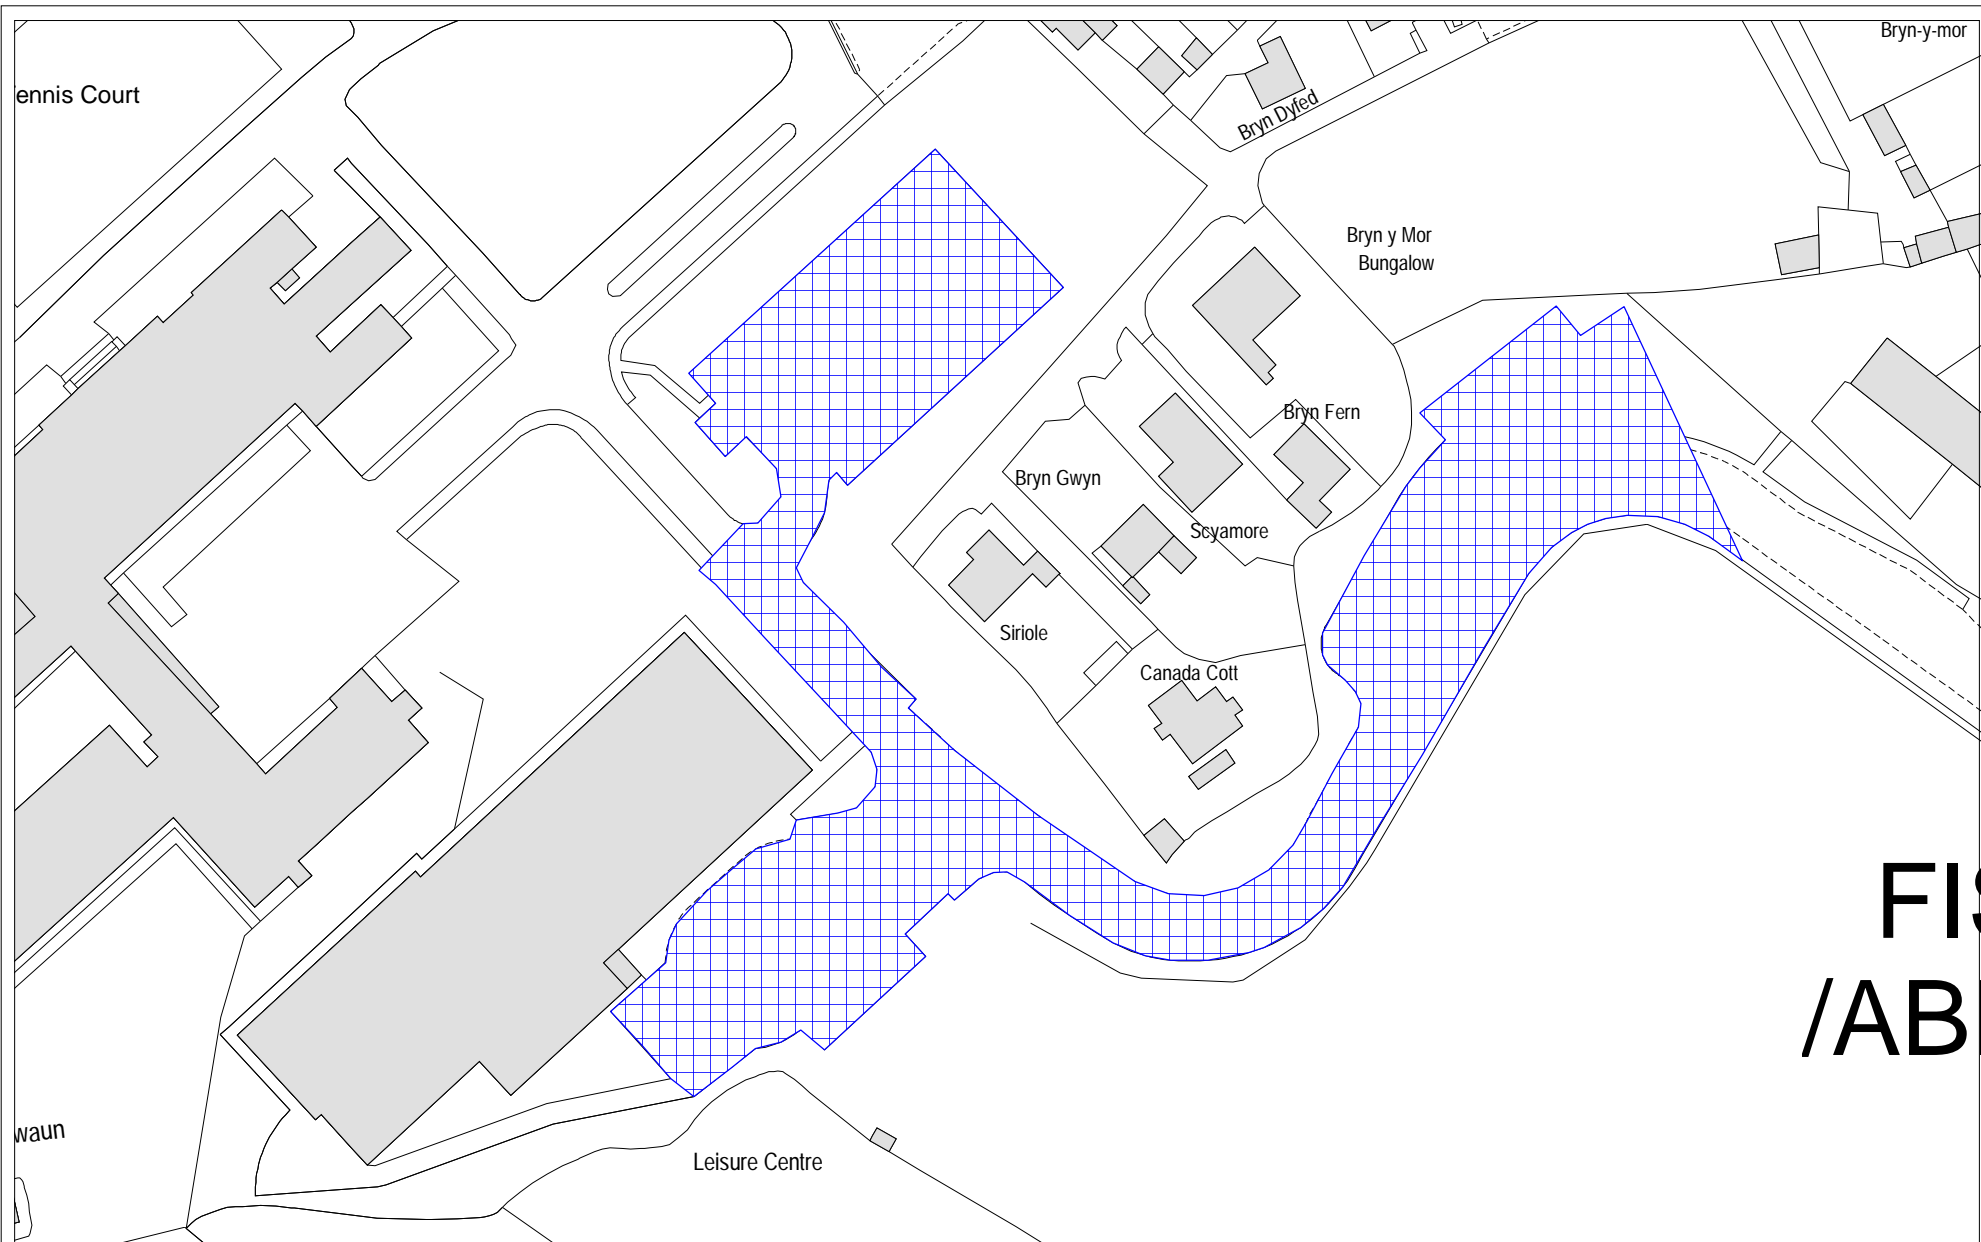 Bryn-y-mor
ennis Court
Bryn Dyfed
Bryn y Mor
Bungalow
Bryn Fern
Bryn Gwyn
Scyamore
Siriole
Canada Cott
FIS
/AB
waun
Leisure Centre